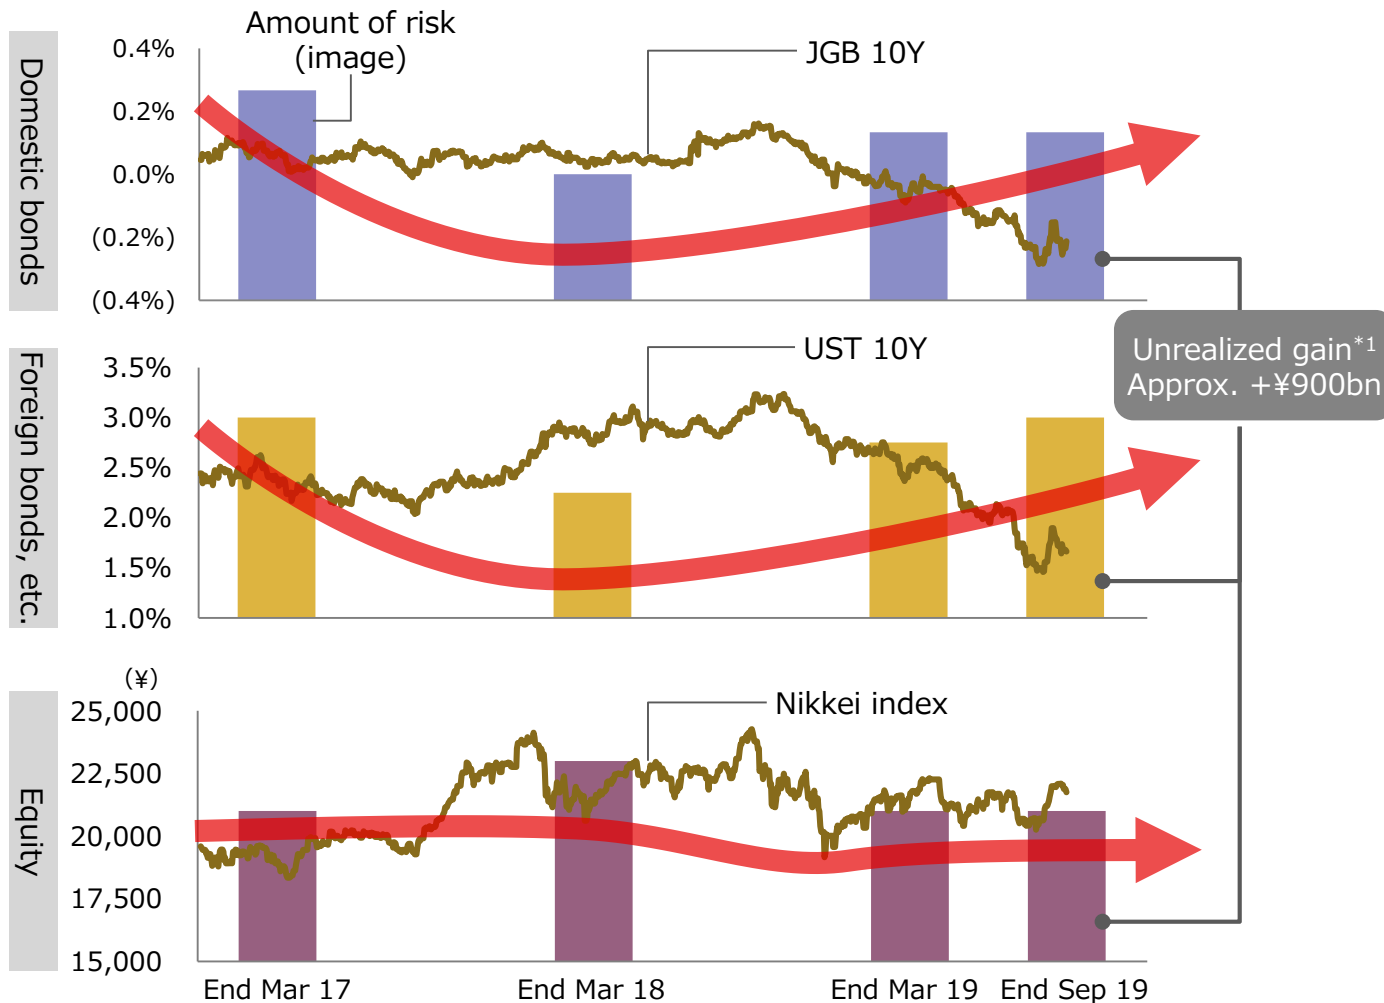 Amount of risk
(image)
JGB 10Y
Domestic bonds
0.4%
0.2%
0.0%
(0.2%)
(0.4%)
Unrealized gain*1
Approx. +¥900bn
UST 10Y
Foreign bonds, etc.
3.5%
3.0%
2.5%
2.0%
1.5%
1.0%
(¥)
Nikkei index
Equity
25,000
22,500
20,000
17,500
15,000
End Mar 17
End Mar 18
End Mar 19
End Sep 19